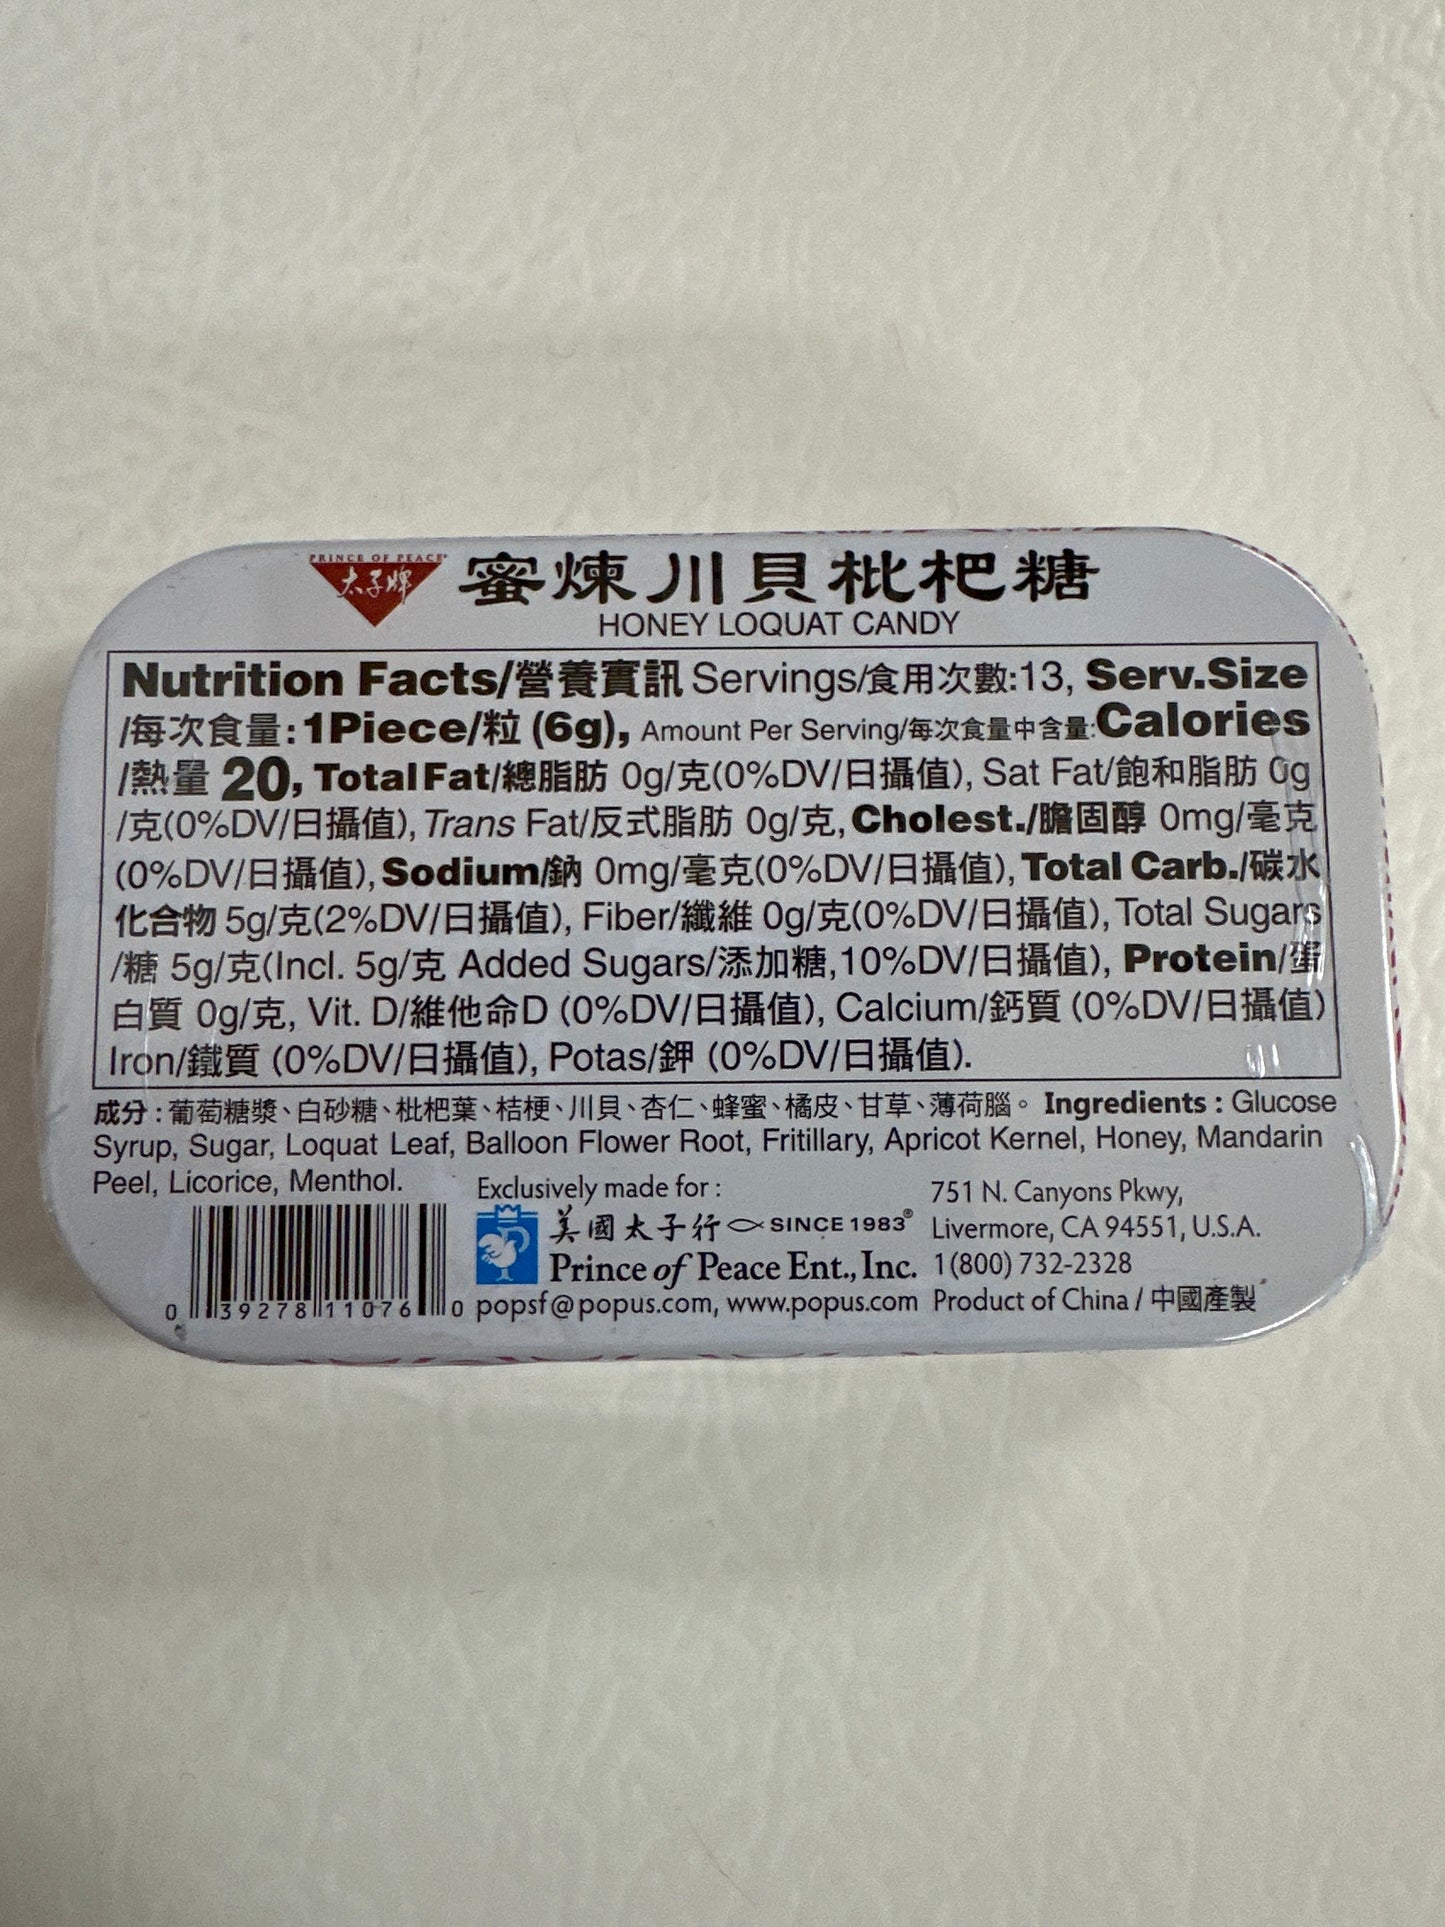 PRINCE OF PEACE®
太子牌
蜜煉川貝枇杷糖
HONEY LOQUAT CANDY
Nutrition Facts/營養實訊 Servings/食用次數:13, Serv.Size
/每次食量:1Piece/粒 (6g), Amount Per Serving/每次食量中含量:Calories
/熱量 20, Total Fat/總脂肪 0g/克(0%DV/日攝值), Sat Fat/飽和脂肪 0g
/克(0%DV/日攝值), Trans Fat/反式脂肪 0g/克, Cholest./膽固醇 0mg/毫克
(0%DV/日攝值), Sodium/鈉 0mg/毫克(0%DV/日攝值), Total Carb./碳水
化合物 5g/克(2%DV/日攝值), Fiber/纖維 0g/克(0%DV/日攝值), Total Sugars
/糖 5g/克(Incl. 5g/克 Added Sugars/添加糖,10%DV/日攝值), Protein/蛋
白質 0g/克, Vit. D/維他命D (0%DV/日攝值), Calcium/鈣質 (0%DV/日攝值)
Iron/鐵質 (0%DV/日攝值), Potas/鉀 (0%DV/日攝值).
成分:葡萄糖漿、白砂糖、枇杷葉、桔梗、川貝、杏仁、蜂蜜、橘皮、甘草、薄荷腦。 Ingredients : Glucose
Syrup, Sugar, Loquat Leaf, Balloon Flower Root, Fritillary, Apricot Kernel, Honey, Mandarin
Peel, Licorice, Menthol.
0 39278 11076 0
Exclusively made for :
美國太子行 SINCE 1983®
Prince of Peace Ent., Inc.
popsf@popus.com, www.popus.com
751 N. Canyons Pkwy,
Livermore, CA 94551, U.S.A.
1(800) 732-2328
Product of China / 中國產製